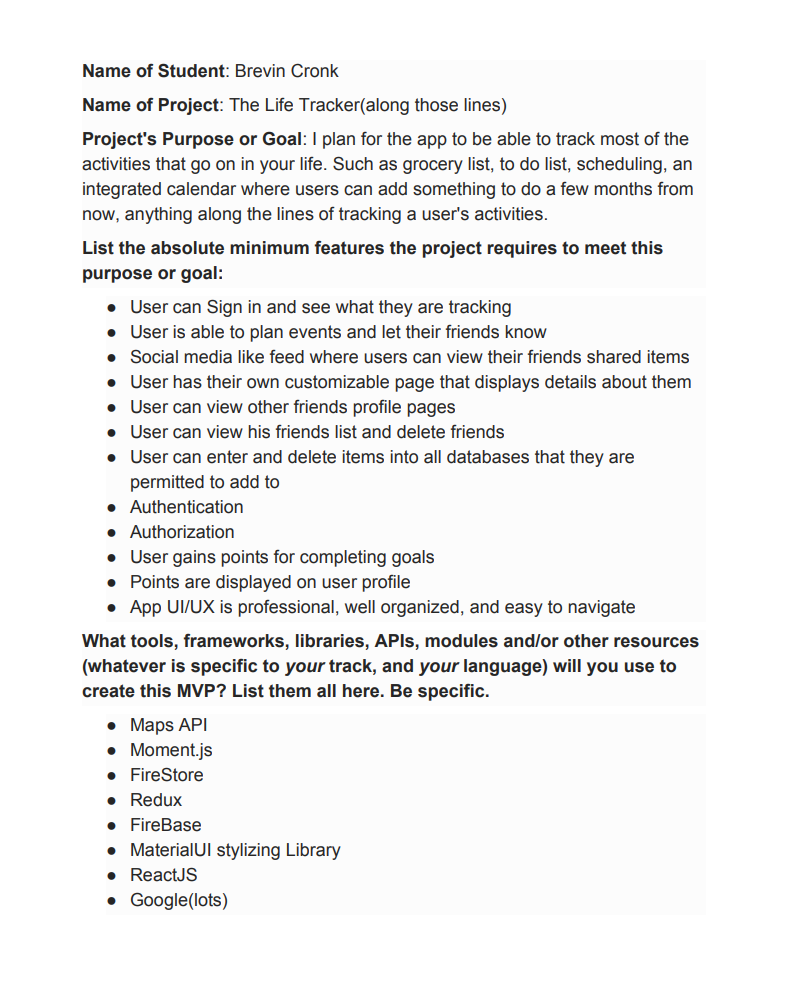 Name of Student: Brevin Cronk
Name of Project: The Life Tracker(along those lines)
Project's Purpose or Goal: I plan for the app to be able to track most of the
activities that go on in your life. Such as grocery list, to do list, scheduling, an
integrated calendar where users can add something to do a few months from
now, anything along the lines of tracking a user's activities.
List the absolute minimum features the project requires to meet this
purpose or goal:
● User can Sign in and see what they are tracking
● User is able to plan events and let their friends know
● Social media like feed where users can view their friends shared items
● User has their own customizable page that displays details about them
● User can view other friends profile pages
● User can view his friends list and delete friends
● User can enter and delete items into all databases that they are
permitted to add to
● Authentication
● Authorization
● User gains points for completing goals
● Points are displayed on user profile
● App UI/UX is professional, well organized, and easy to navigate
What tools, frameworks, libraries, APIs, modules and/or other resources
(whatever is specific to your track, and your language) will you use to
create this MVP? List them all here. Be specific.
● Maps API
● Moment.js
● FireStore
● Redux
● FireBase
● MaterialUI stylizing Library
● ReactJS
● Google(lots)